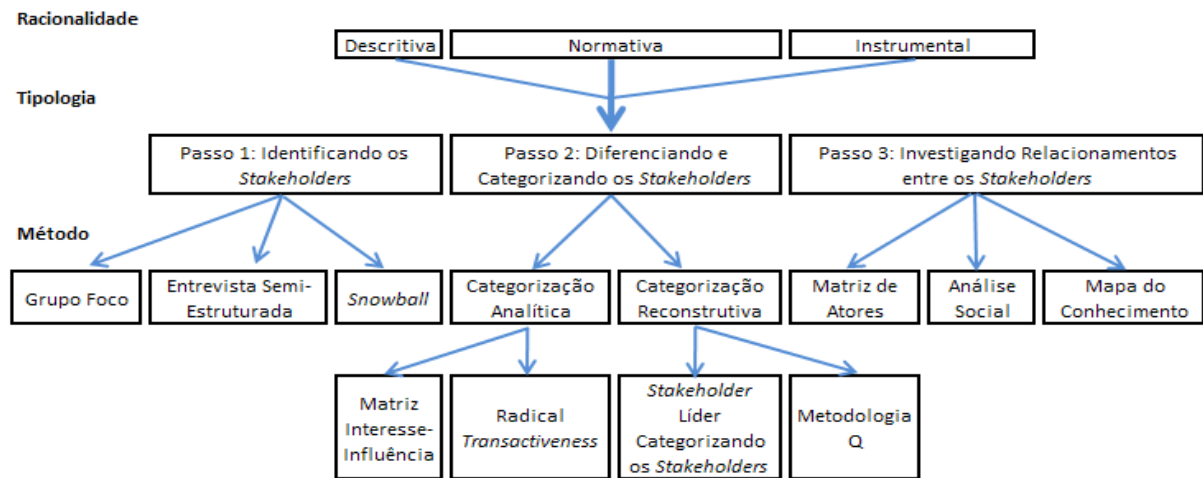 Racionalidade
Descritiva
Normativa
Instrumental
Tipologia
Passo 1: Identificando os
Stakeholders
Passo 2: Diferenciando e
Categorizando os Stakeholders
Passo 3: Investigando Relacionamentos
entre os Stakeholders
Método
Grupo Foco
Entrevista Semi-
Estruturada
Snowball
Categorização
Analítica
Categorização
Reconstrutiva
Matriz de
Atores
Análise
Social
Mapa do
Conhecimento
Matriz
Interesse-
Influência
Radical
Transactiveness
Stakeholder
Líder
Categorizando
os Stakeholders
Metodologia
Q